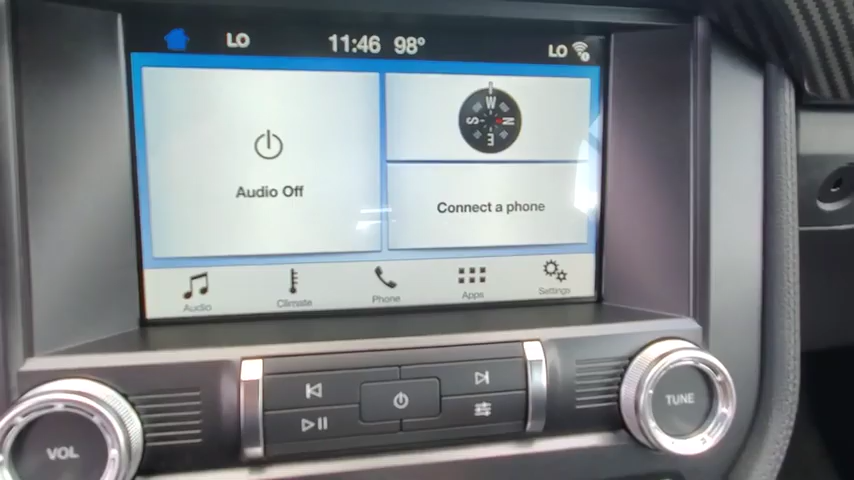 LO 11:46 98° LO
W
S N
E
Audio Off
Connect a phone
Audio Climate Phone Apps Settings
VOL
TUNE